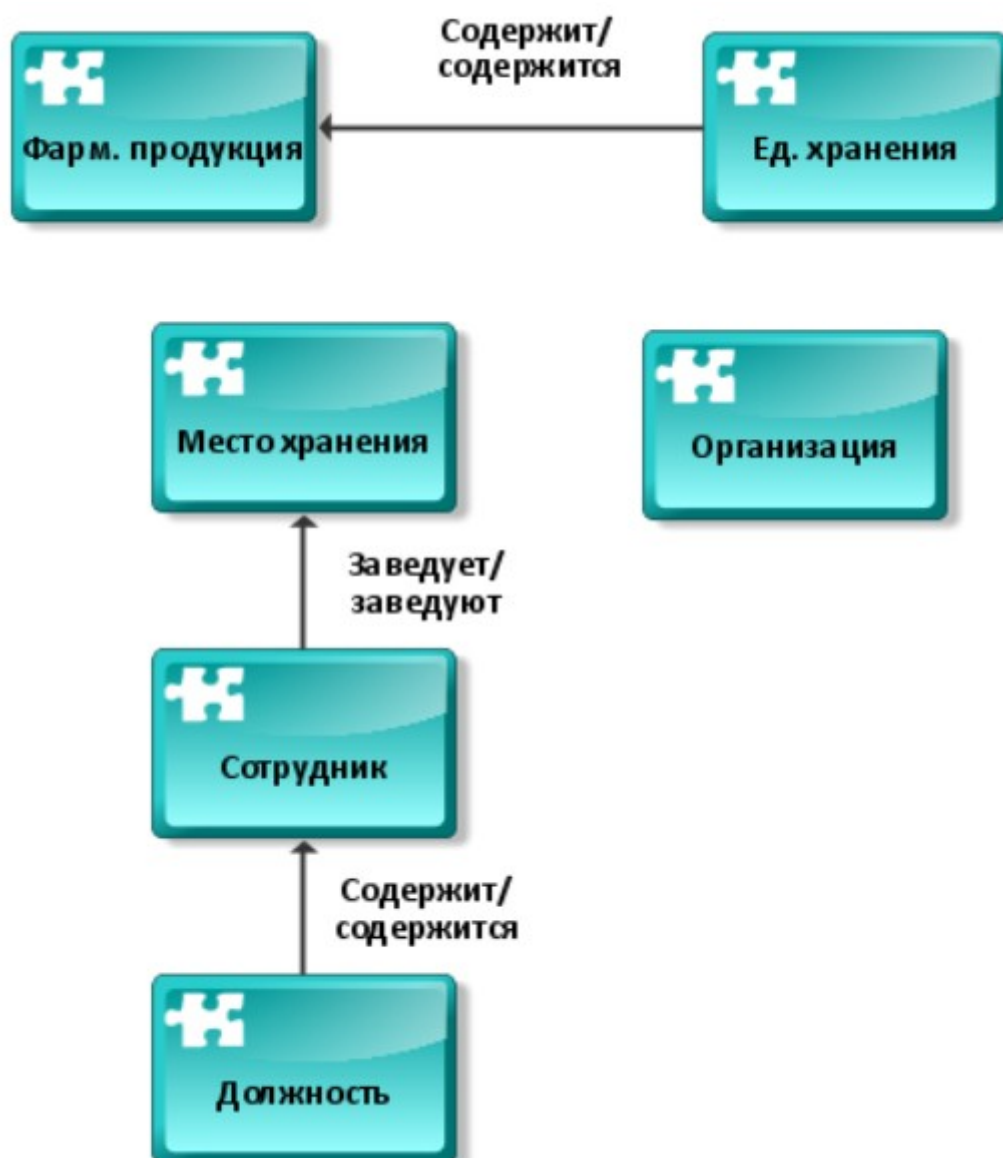 Содержит/
содержится
Фарм. продукция
Ед. хранения
Место хранения
Организация
Заведует/
заведуют
Сотрудник
Содержит/
содержится
Должность